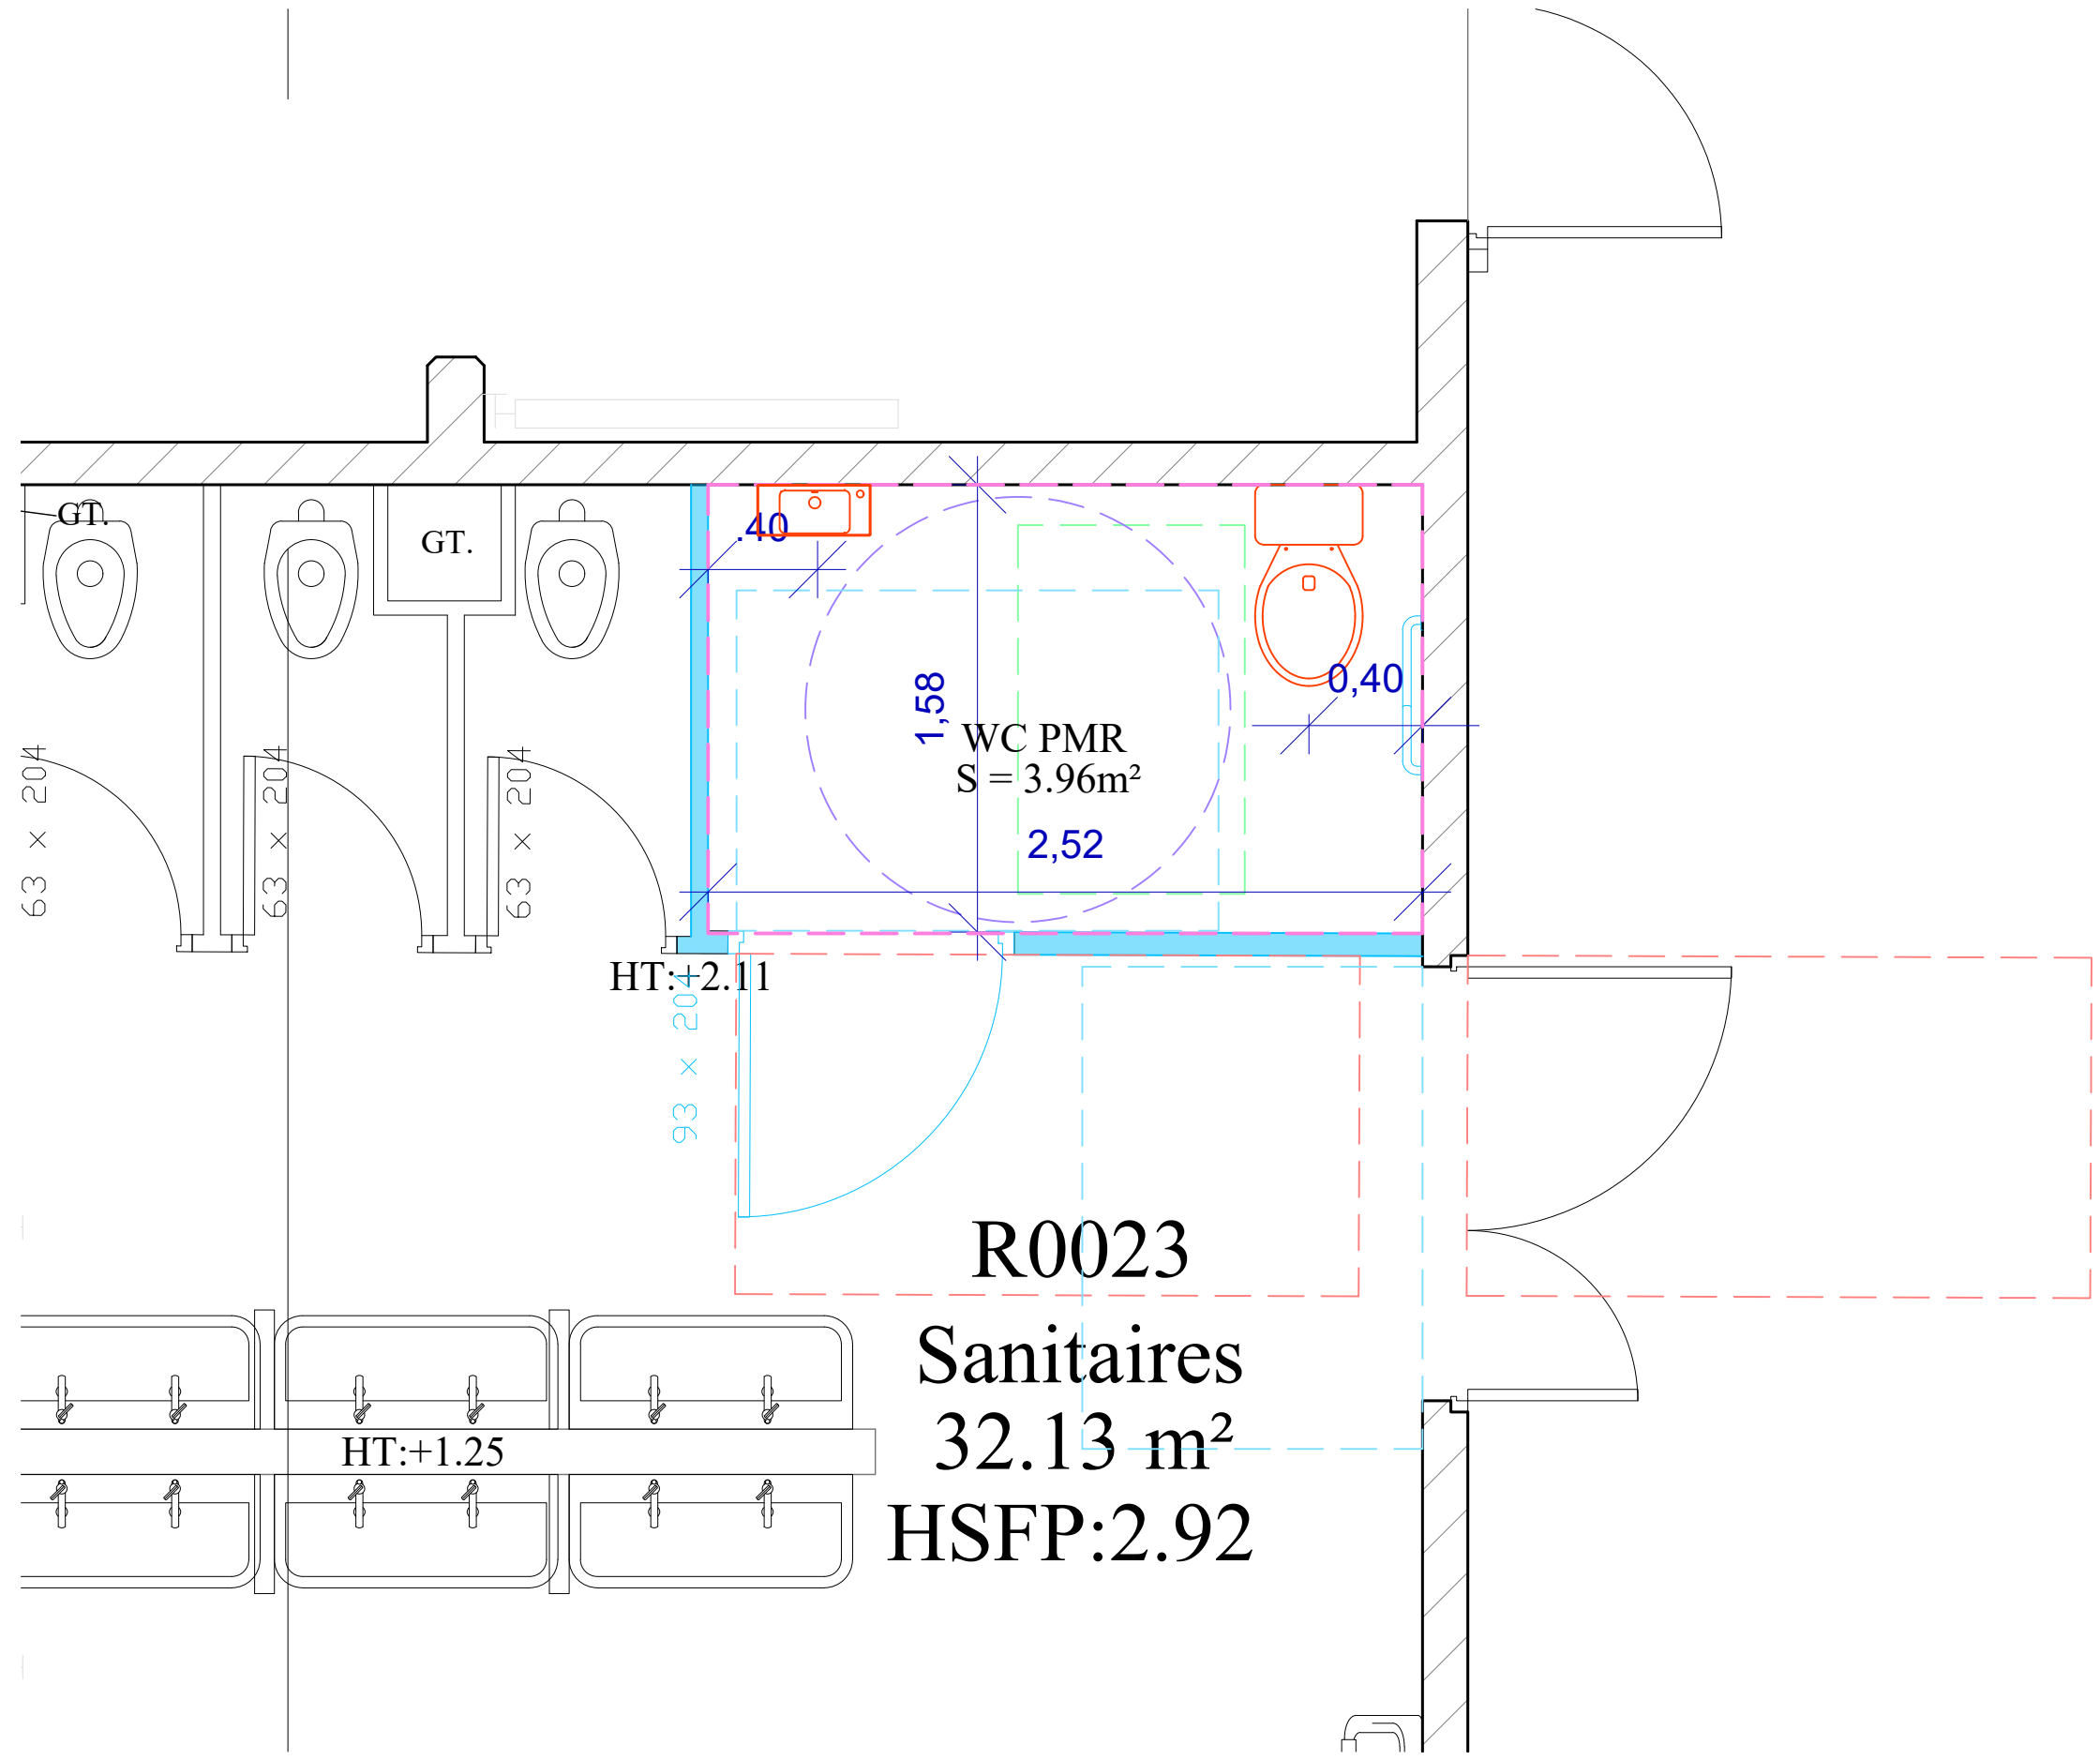 GT.
GT.
.40
0,40
1,58
WC PMR
S = 3.96m²
2,52
63 × 204
63 × 204
63 × 204
HT:+2.11
93 × 204
R0023
Sanitaires
32.13 m²
HSFP:2.92
HT:+1.25